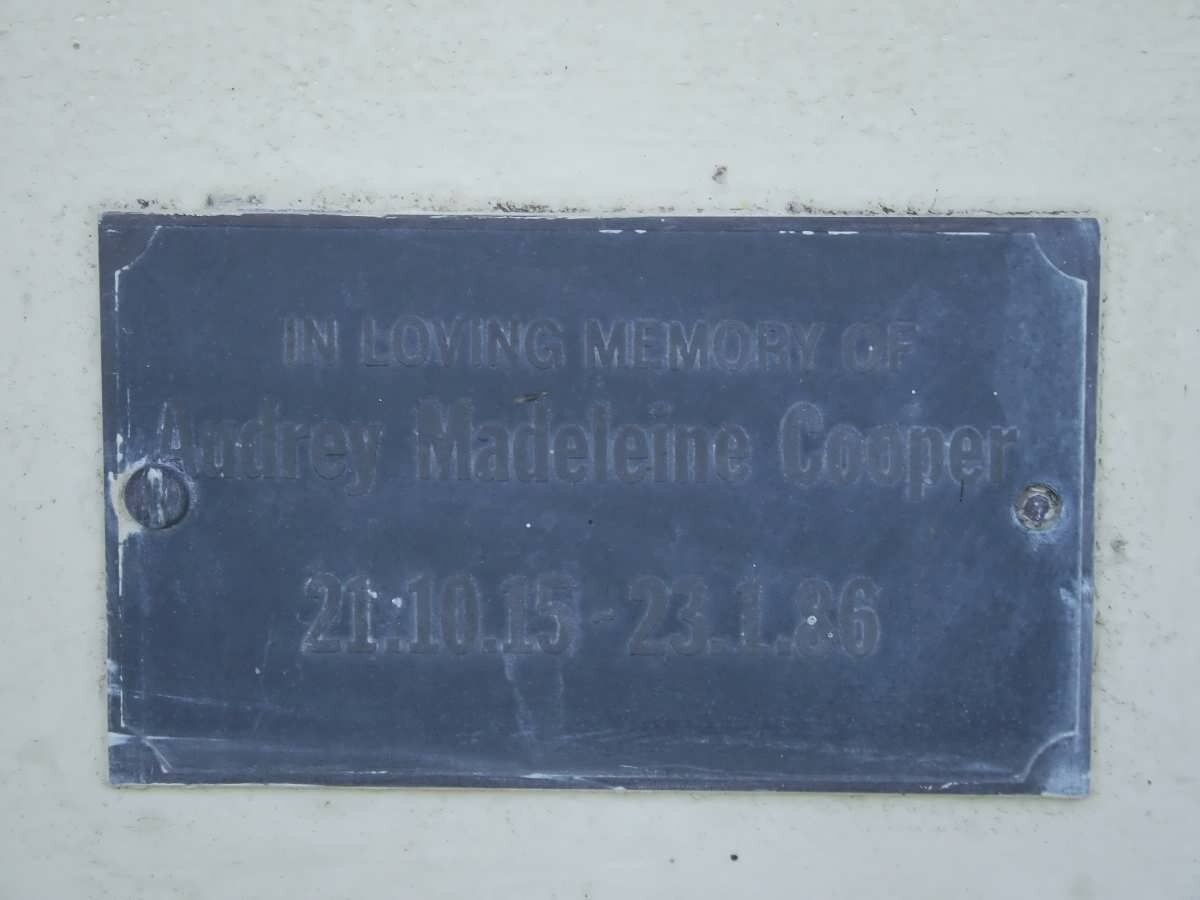 IN LOVING MEMORY OF
Audrey Madeleine Cooper
21.10.15 - 23.1.86